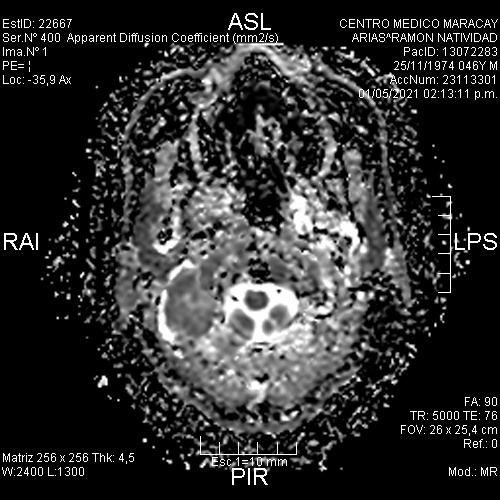 EstID: 22667
Ser.Nº 400 Apparent Diffusion Coefficient (mm2/s)
Ima.Nº 1
PE= ¦
Loc: -35,9 Ax
ASL
CENTRO MEDICO MARACAY
ARIAS^RAMON NATIVIDAD
PacID: 13072283
25/11/1974 046Y M
AccNum: 23113301
01/05/2021 02:13:11 p.m.
RAI
LPS
FA: 90
TR: 5000 TE: 76
FOV: 26 x 25,4 cm
Ref.: 0
Mod.: MR
Matriz 256 x 256 Thk: 4,5
W:2400 L:1300
Esc 1=10 mm
PIR